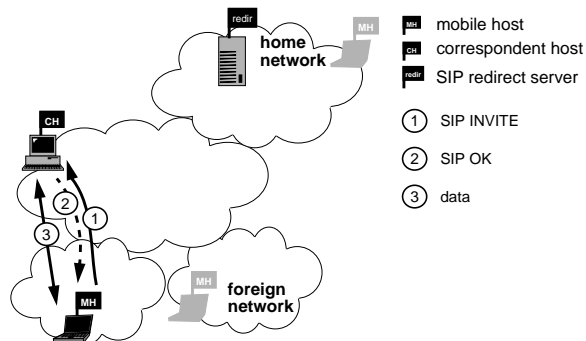 redir
MH
home
network
CH
2
1
3
MH
MH
foreign
network
MH mobile host
CH correspondent host
redir SIP redirect server
1 SIP INVITE
2 SIP OK
3 data